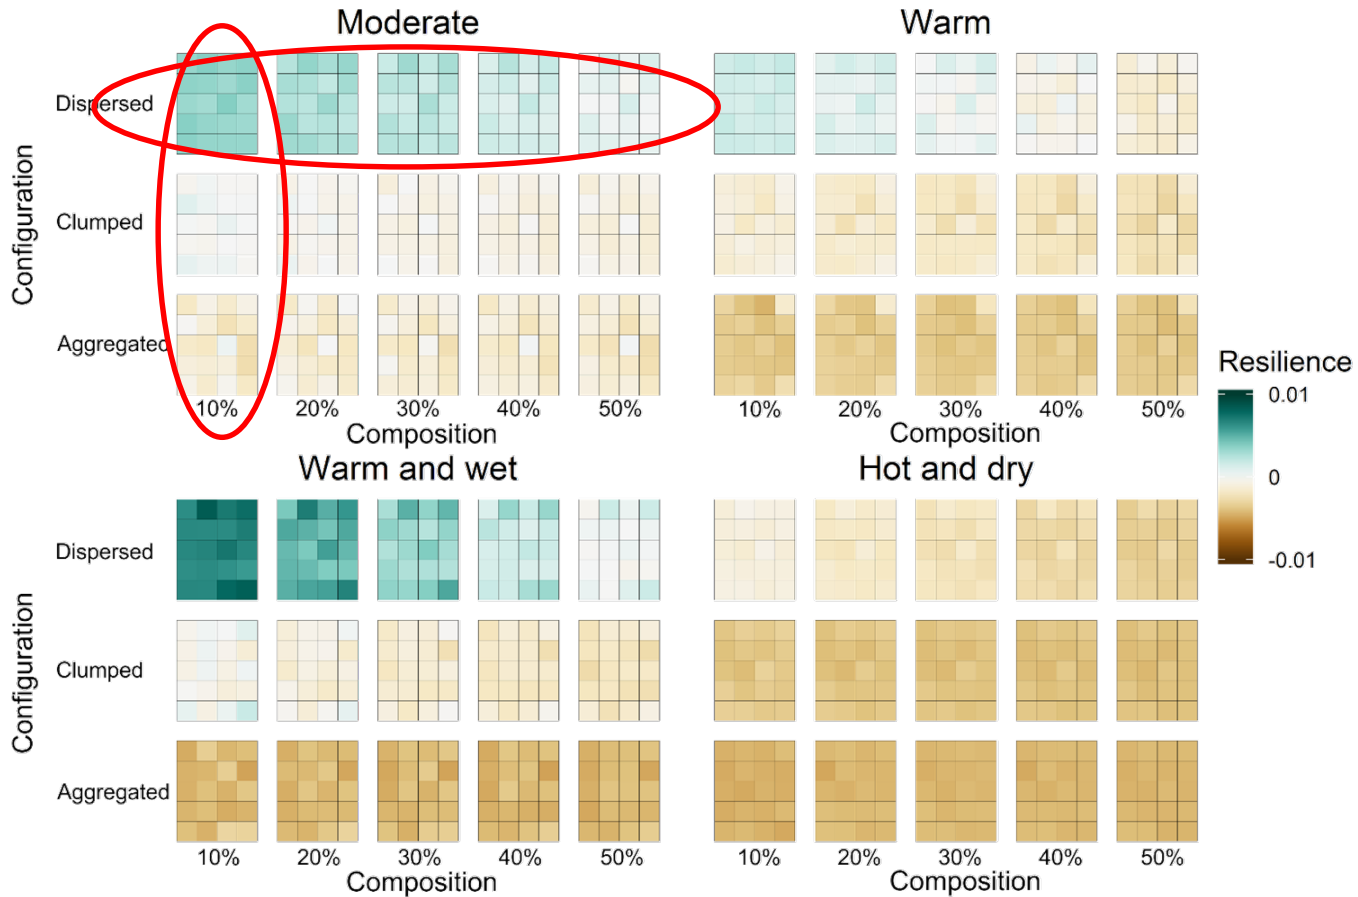 Moderate Warm
Configuration
Dispersed
Clumped
Aggregated
10% 20% 30% 40% 50% 10% 20% 30% 40% 50%
Composition Composition
Resilience
0.01
0
-0.01
Warm and wet Hot and dry
Configuration
Dispersed
Clumped
Aggregated
10% 20% 30% 40% 50% 10% 20% 30% 40% 50%
Composition Composition